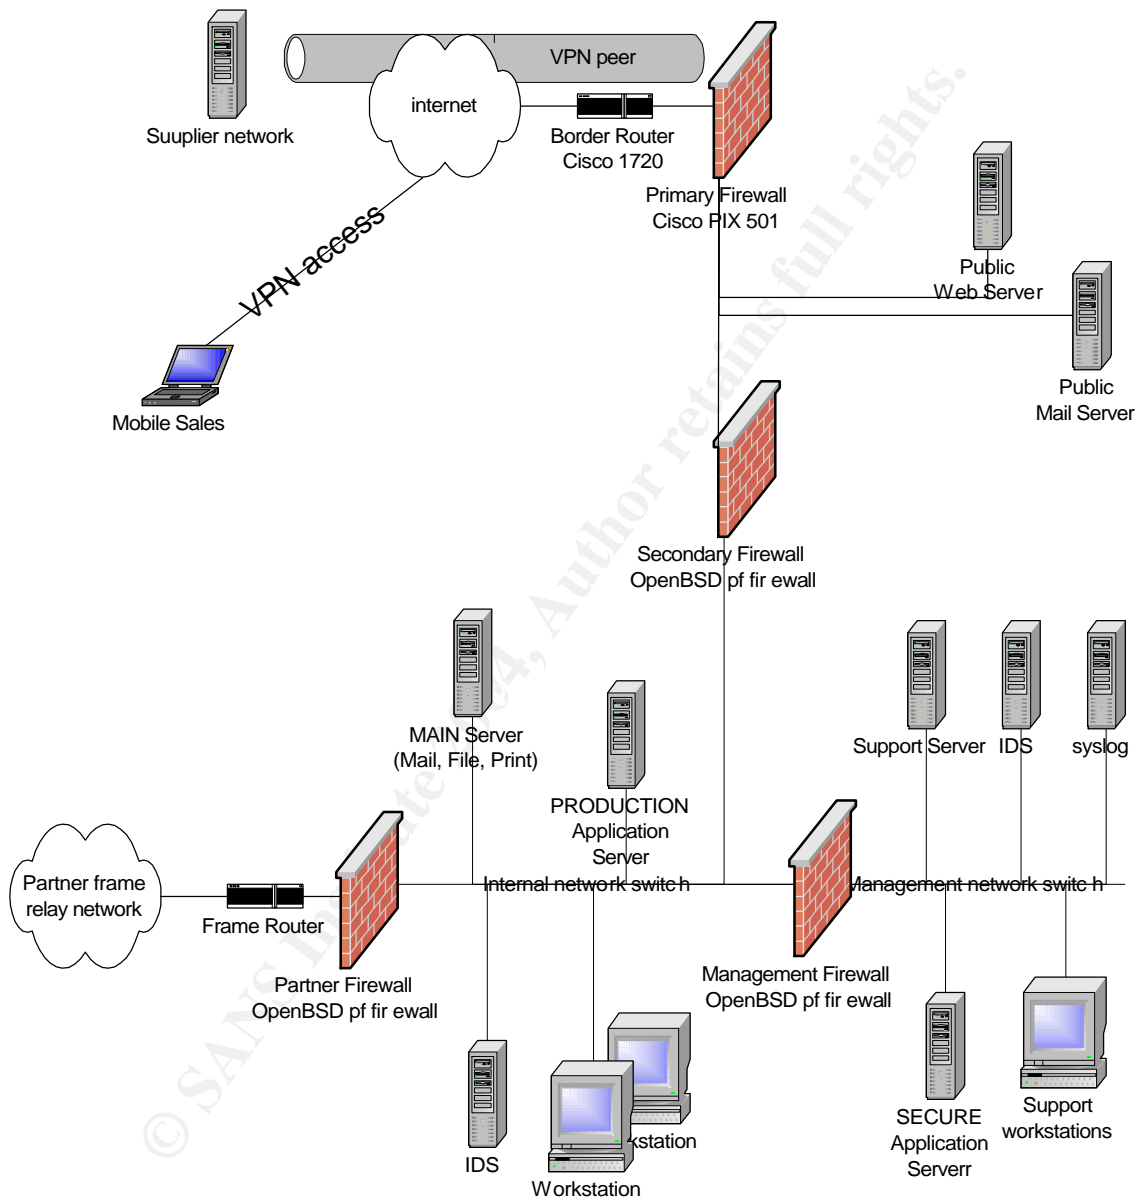 VPN peer
internet
Suuplier network
Border Router
Cisco 1720
Primary Firewall
Cisco PIX 501
Public
Web Server
VPN access
Public
Mail Server
Mobile Sales
Secondary Firewall
OpenBSD pf fir ewall
MAIN Server
(Mail, File, Print)
Support Server
IDS
syslog
PRODUCTION
Application
Server
Partner frame
relay network
Internal network switc h
Management network switc h
Frame Router
Partner Firewall
OpenBSD pf fir ewall
Management Firewall
OpenBSD pf fir ewall
IDS
kstation
Workstation
SECURE
Application
Serverr
Support
workstations